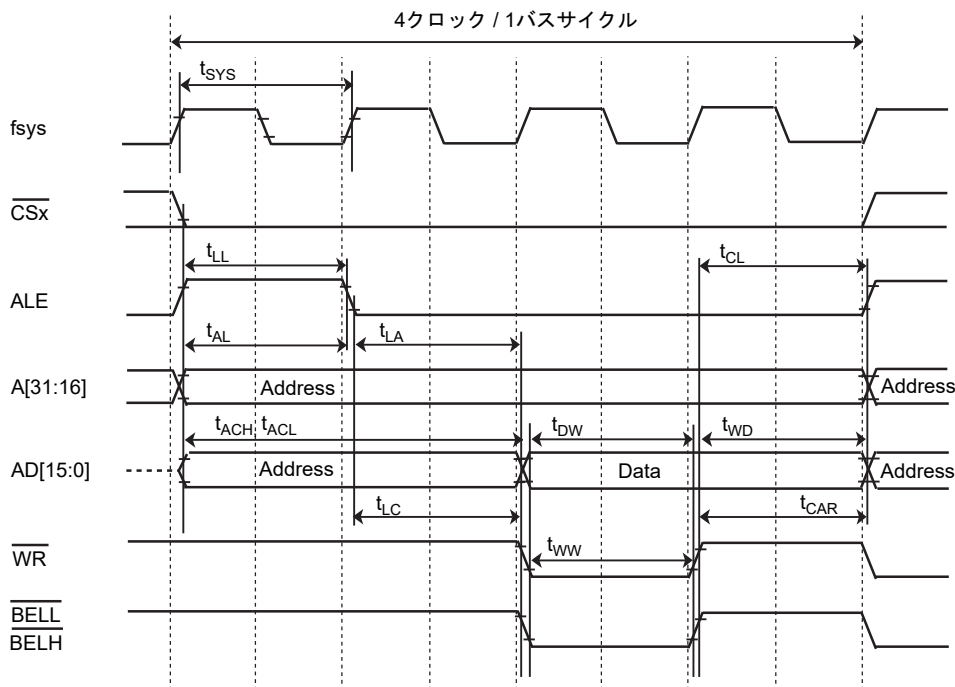 4クロック / 1バスサイクル
tSYS
fsys
CSx
tLL
tCL
ALE
tAL
tLA
A[31:16]
Address
Address
tACH, tACL
tDW
tWD
AD[15:0]
Address
Data
Address
tLC
tCAR
WR
tWW
BELL
BELH